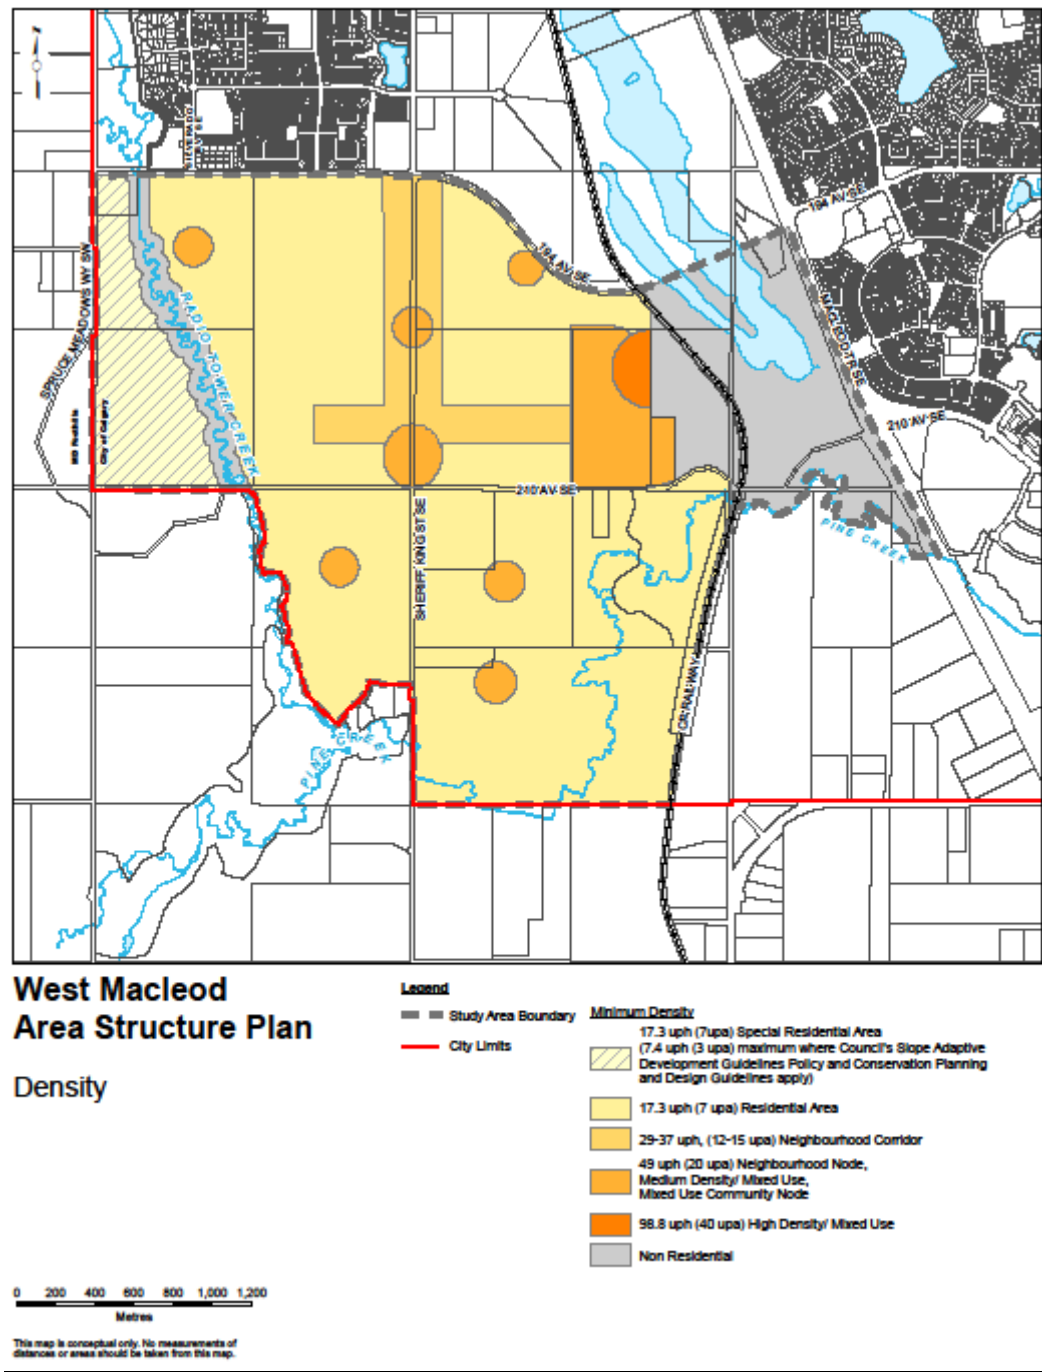 SILVERADO
194 AV SE
194 AV SE
SPRUCE MEADOWS WY SW
RADIO TOWER CREEK
MACLEOD TR SE
MD Foothills
City of Calgary
210 AV SE
210 AV SE
SHERIFF KING ST SE
PINE CREEK
CP RAILWAY
PINE CREEK
West Macleod
Area Structure Plan
Density
Legend
Study Area Boundary
City Limits
Minimum Density
17.3 uph (7upa) Special Residential Area
(7.4 uph (3 upa) maximum where Council's Slope Adaptive
Development Guidelines Policy and Conservation Planning
and Design Guidelines apply)
17.3 uph (7 upa) Residential Area
29-37 uph, (12-15 upa) Neighbourhood Corridor
49 uph (20 upa) Neighbourhood Node,
Medium Density/ Mixed Use,
Mixed Use Community Node
98.8 uph (40 upa) High Density/ Mixed Use
Non Residential
0 200 400 600 800 1,000 1,200
Metres
This map is conceptual only. No measurements of
distances or areas should be taken from this map.